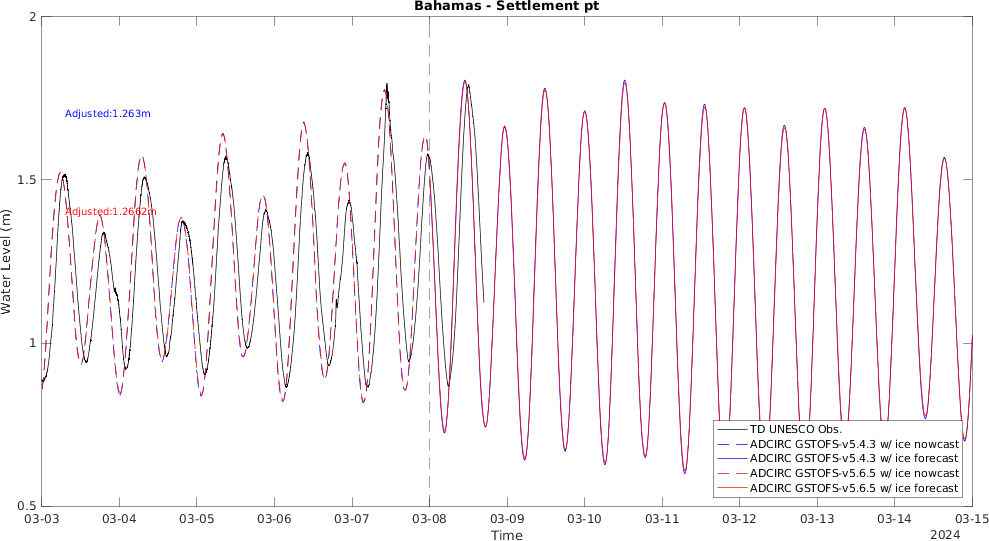 Bahamas - Settlement pt
2
1.5
1
0.5
Water Level (m)
Adjusted:1.263m
Adjusted:1.2662m
TD UNESCO Obs.
ADCIRC GSTOFS-v5.4.3 w/ ice nowcast
ADCIRC GSTOFS-v5.4.3 w/ ice forecast
ADCIRC GSTOFS-v5.6.5 w/ ice nowcast
ADCIRC GSTOFS-v5.6.5 w/ ice forecast
03-03 03-04 03-05 03-06 03-07 03-08 03-09 03-10 03-11 03-12 03-13 03-14 03-15
Time
2024